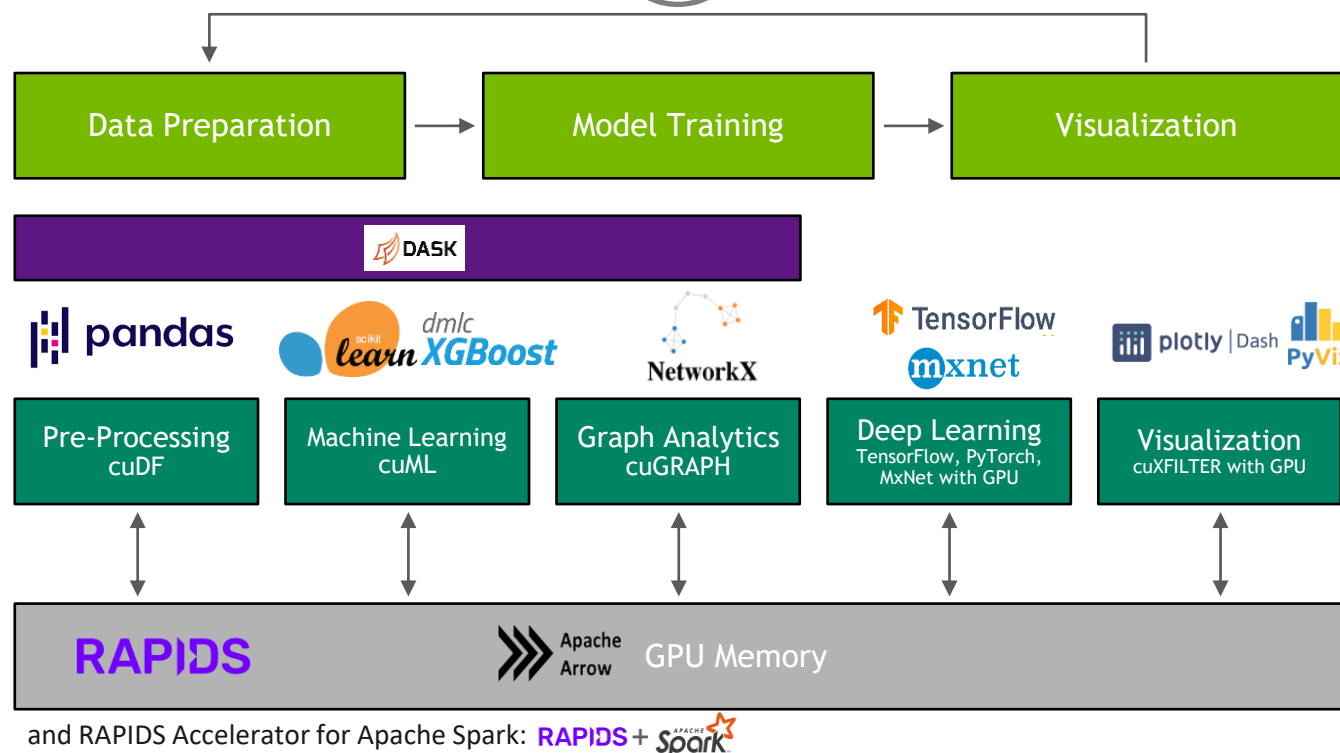 Data Preparation
Model Training
Visualization
DASK
pandas
scikit
learn
dmlc
XGBoost
NetworkX
TensorFlow
mxnet
plotly | Dash
PyVi
Pre-Processing
cuDF
Machine Learning
cuML
Graph Analytics
cuGRAPH
Deep Learning
TensorFlow, PyTorch,
MxNet with GPU
Visualization
cuXFILTER with GPU
RAPIDS
Apache
Arrow
GPU Memory
and RAPIDS Accelerator for Apache Spark: RAPIDS + APACHE Spark